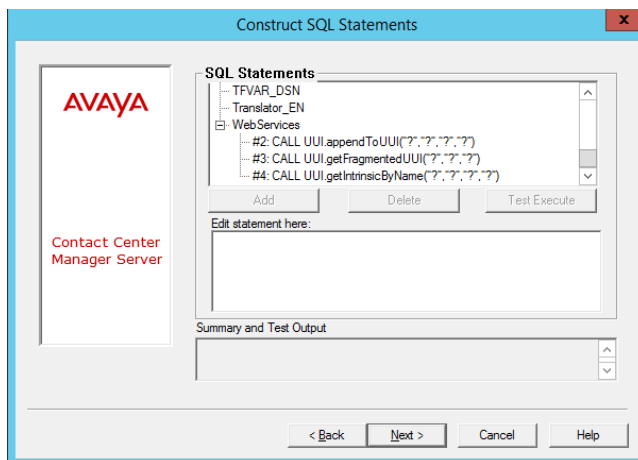 Construct SQL Statements
x
AVAYA
Contact Center
Manager Server
SQL Statements
TFVAR_DSN
Translator_EN
WebServices
#2: CALL UUI.appendToUUI("?","?","?","?")
#3: CALL UUI.getFragmentedUUI("?","?","?")
#4: CALL UUI.getIntrinsicByName("?","?","?","?")
Add
Delete
Test Execute
Edit statement here:
Summary and Test Output
< Back
Next >
Cancel
Help